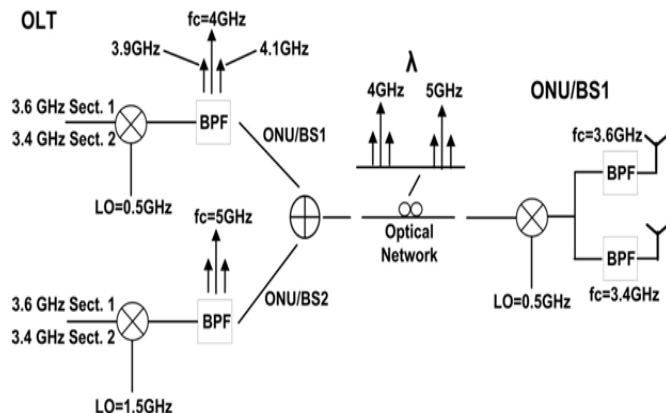 OLT
fc=4GHz
3.9GHz
4.1GHz
3.6 GHz Sect. 1
3.4 GHz Sect. 2
BPF
ONU/BS1
LO=0.5GHz
fc=5GHz
3.6 GHz Sect. 1
3.4 GHz Sect. 2
BPF
ONU/BS2
LO=1.5GHz
λ
4GHz
5GHz
Optical
Network
ONU/BS1
fc=3.6GHz
BPF
BPF
fc=3.4GHz
LO=0.5GHz